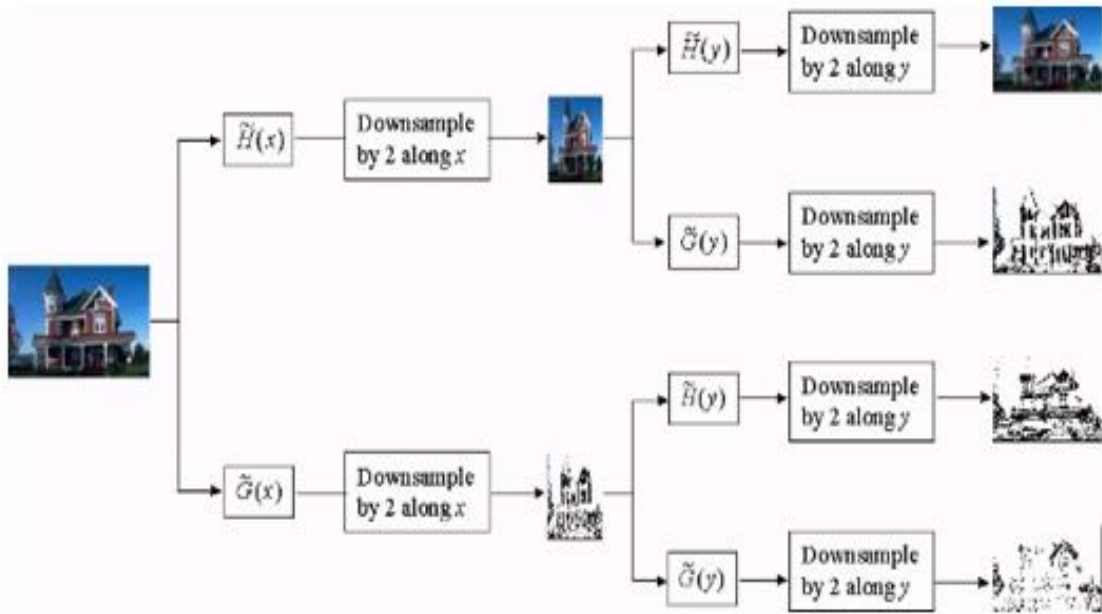 H̃(y)
Downsample
by 2 along y
H̃(x)
Downsample
by 2 along x
G̃(y)
Downsample
by 2 along y
H̃(y)
Downsample
by 2 along y
G̃(x)
Downsample
by 2 along x
G̃(y)
Downsample
by 2 along y